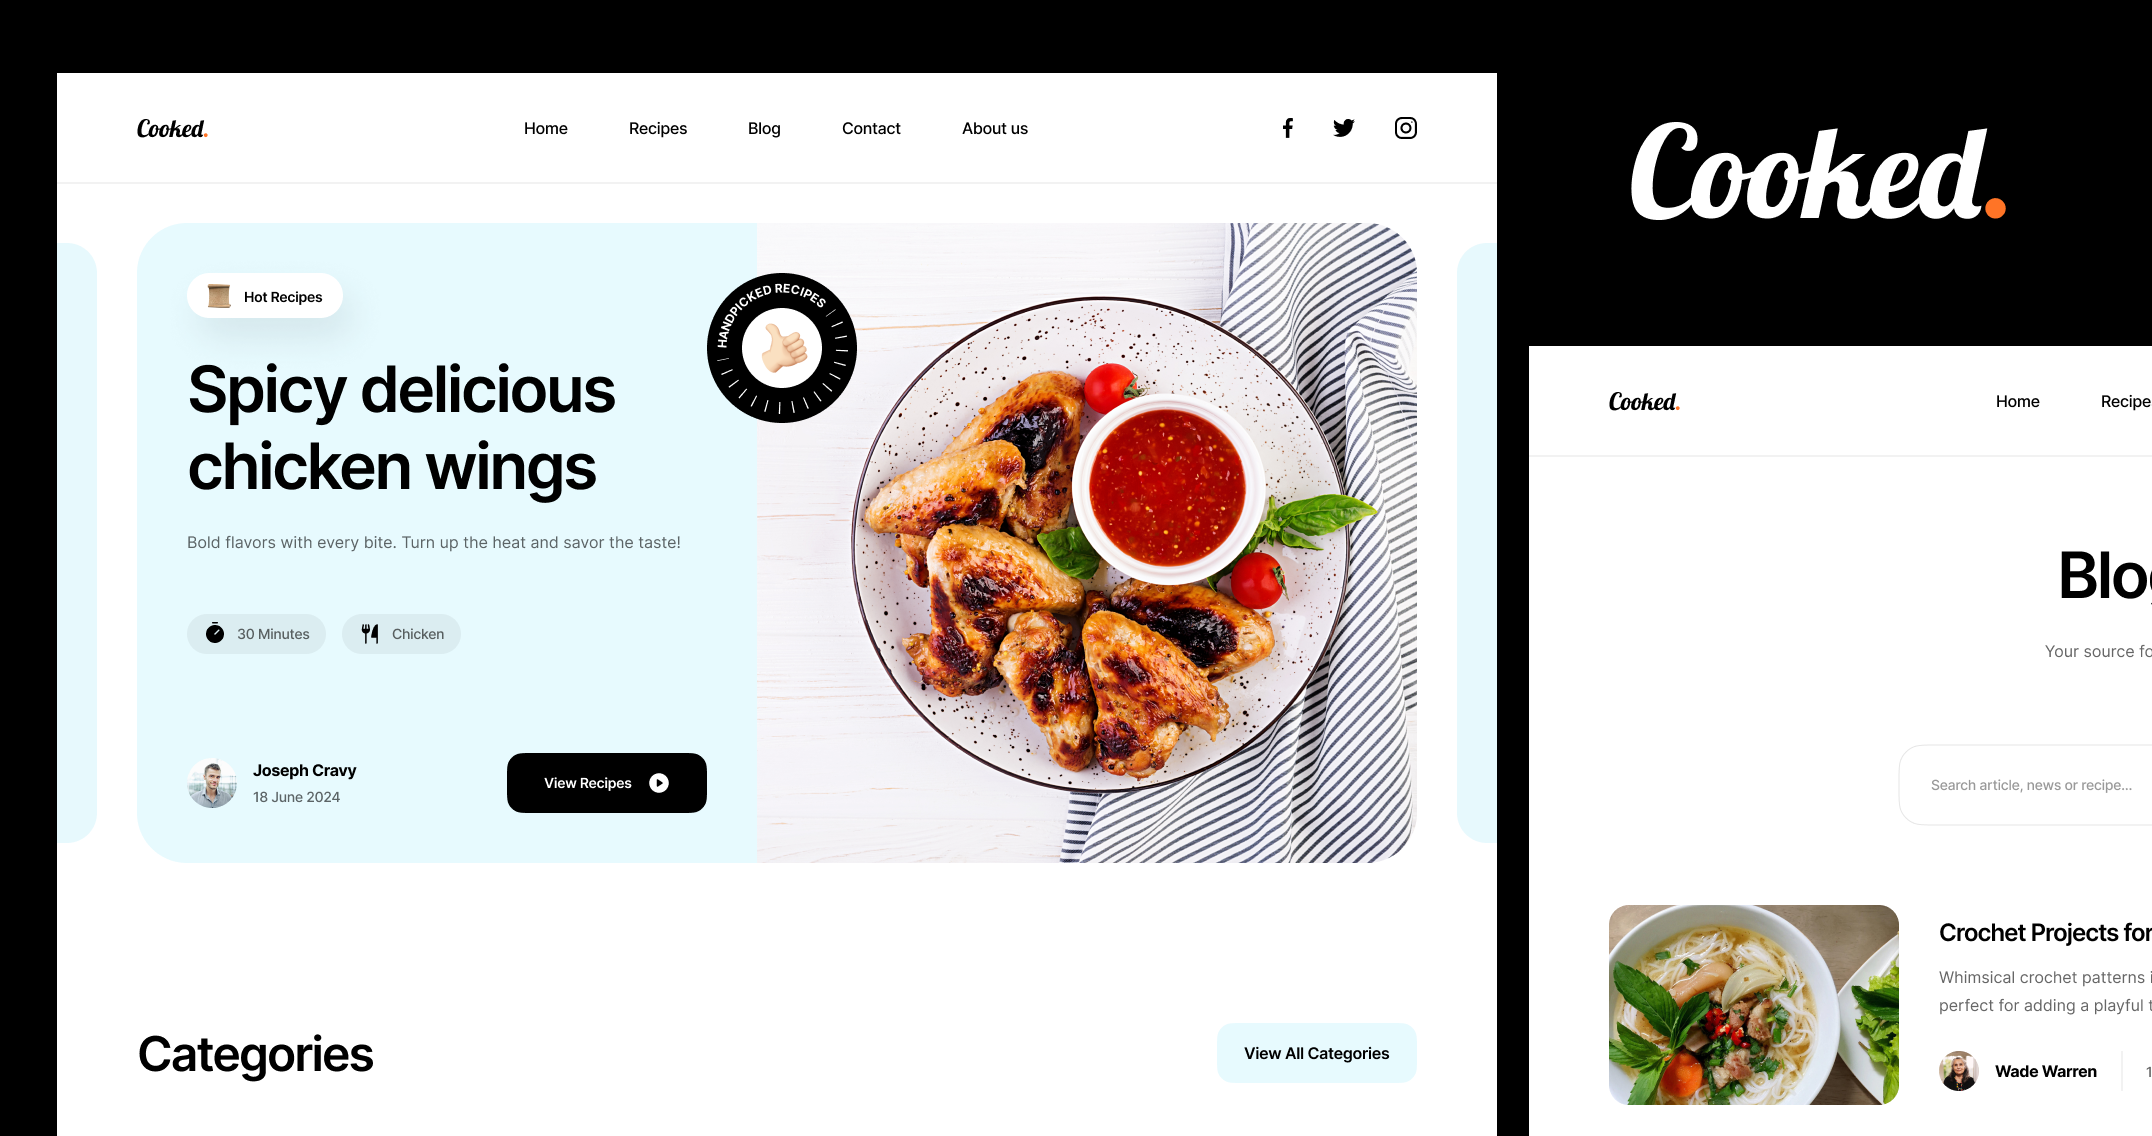 Cooked.
Home
Recipes
Blog
Contact
About us
Hot Recipes
HANDPICKED RECIPES
Spicy delicious
chicken wings
Bold flavors with every bite. Turn up the heat and savor the taste!
30 Minutes
Chicken
Joseph Cravy
18 June 2024
View Recipes
Categories
View All Categories
Cooked.
Cooked.
Home
Recipe
Blog
Your source fo
Search article, news or recipe...
Crochet Projects for
Whimsical crochet patterns i
perfect for adding a playful t
Wade Warren
1